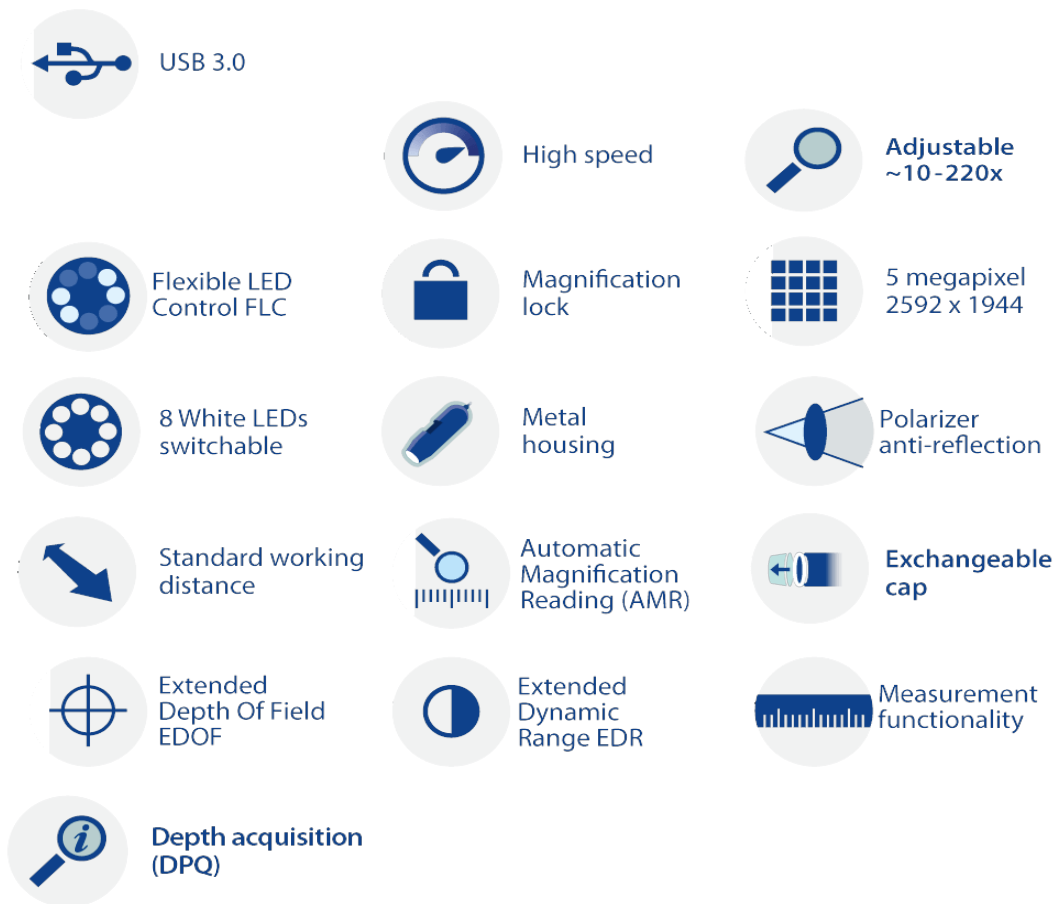 USB 3.0
High speed
Adjustable
~10-220x
Flexible LED
Control FLC
Magnification
lock
5 megapixel
2592 x 1944
8 White LEDs
switchable
Metal
housing
Polarizer
anti-reflection
Standard working
distance
Automatic
Magnification
Reading (AMR)
Exchangeable
cap
Extended
Depth Of Field
EDOF
Extended
Dynamic
Range EDR
Measurement
functionality
i
Depth acquisition
(DPQ)